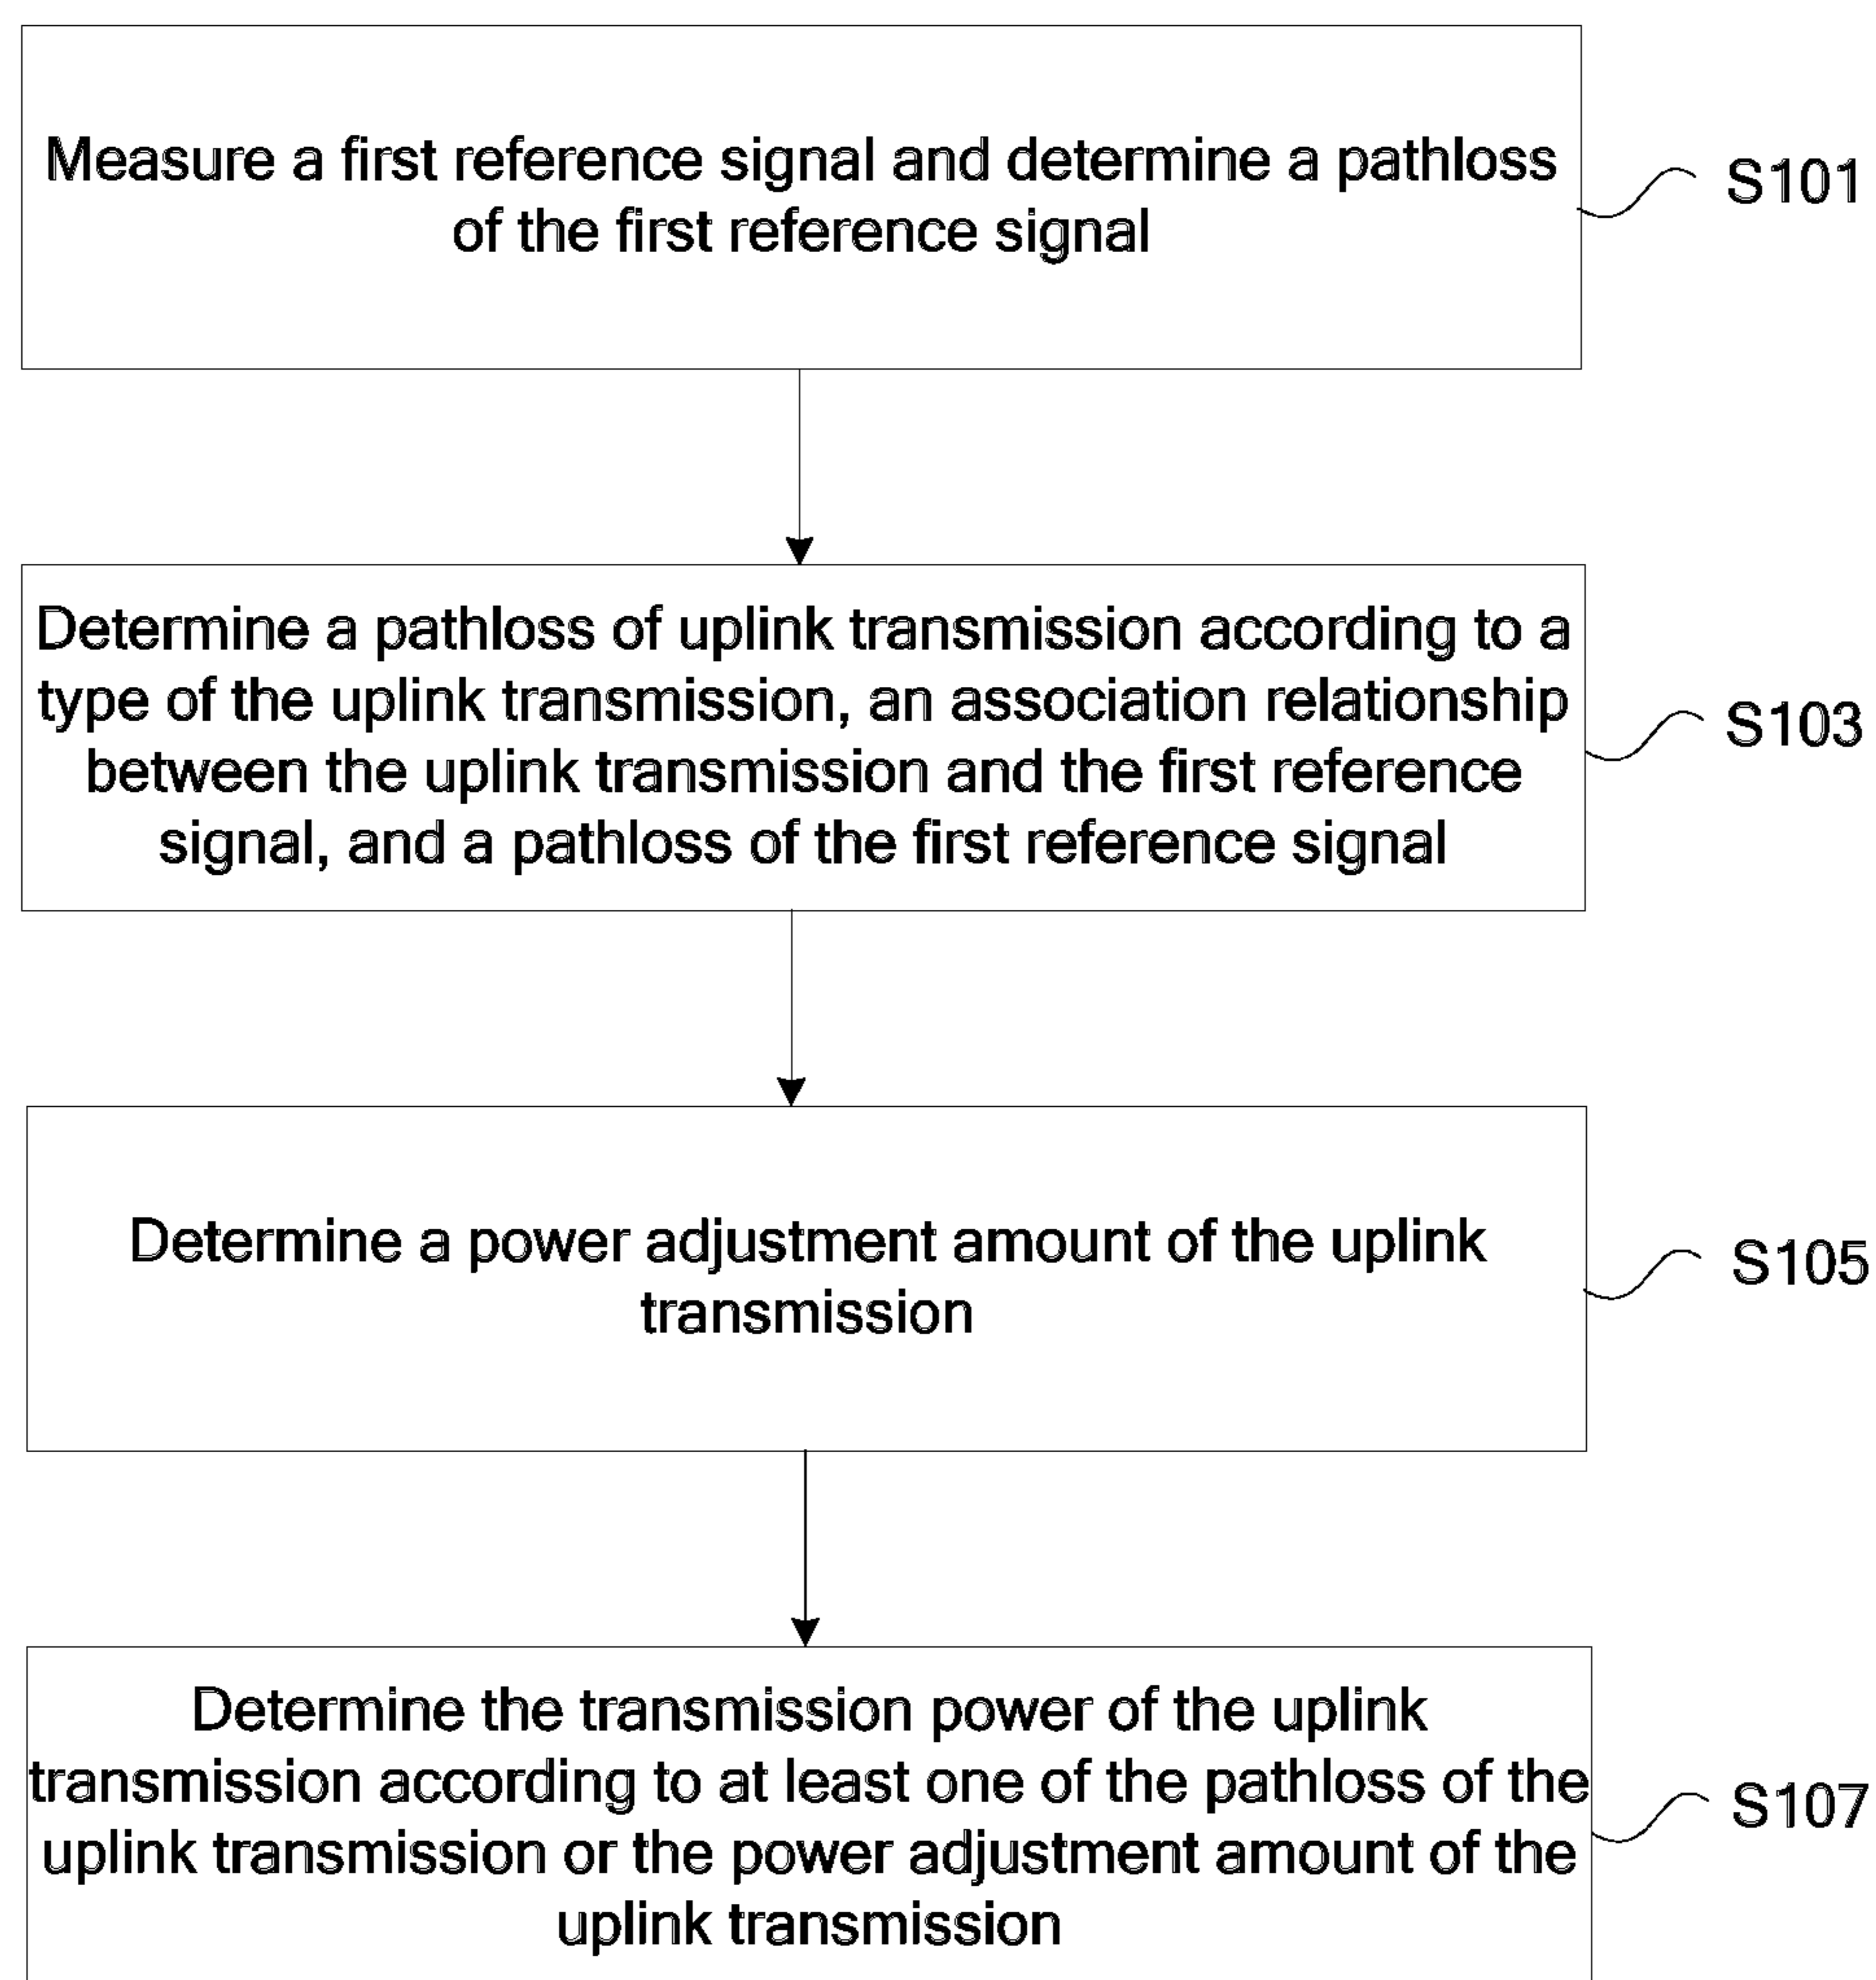 Measure a first reference signal and determine a pathloss
of the first reference signal
S101
Determine a pathloss of uplink transmission according to a
type of the uplink transmission, an association relationship
between the uplink transmission and the first reference
signal, and a pathloss of the first reference signal
S103
Determine a power adjustment amount of the uplink
transmission
S105
Determine the transmission power of the uplink
transmission according to at least one of the pathloss of the
uplink transmission or the power adjustment amount of the
uplink transmission
S107